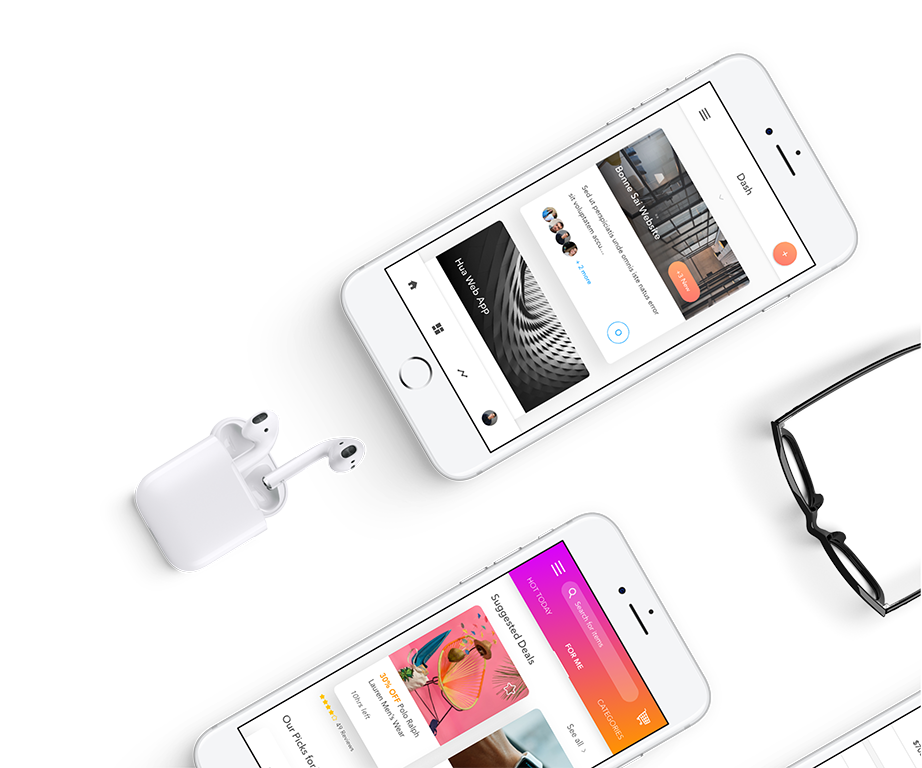 Dash
Bonne Sai Website
+3 New
Sed ut perspiciatis unde omnis iste natus error
sit voluptatem accu...
+ 2 more
Hua Web App
Search for items
HOT TODAY
FOR ME
CATEGORIES
Suggested Deals
See all
30% OFF Polo Ralph
Lauren Men's Wear
10hrs left
49 Reviews
Our Picks for